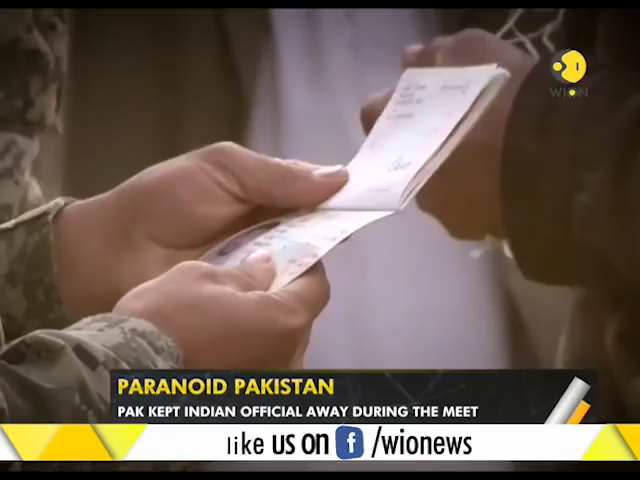 WION
PARANOID PAKISTAN
PAK KEPT INDIAN OFFICIAL AWAY DURING THE MEET
like us on f /wionews